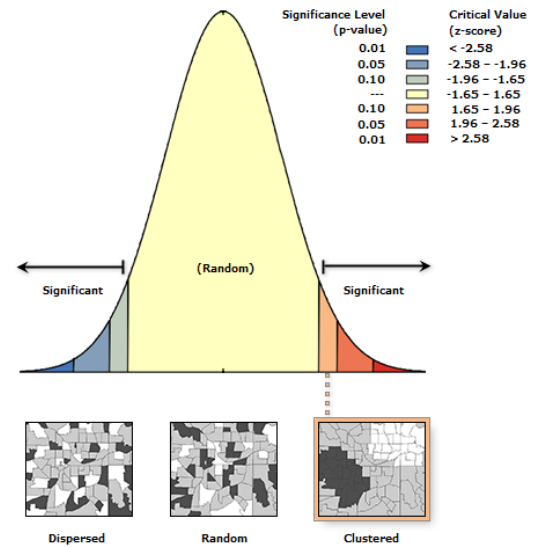 Significance Level Critical Value
(p-value) (z-score)
0.01 < -2.58
0.05 -2.58 – -1.96
0.10 -1.96 – -1.65
--- -1.65 – 1.65
0.10 1.65 – 1.96
0.05 1.96 – 2.58
0.01 > 2.58
(Random)
Significant Significant
Dispersed Random Clustered